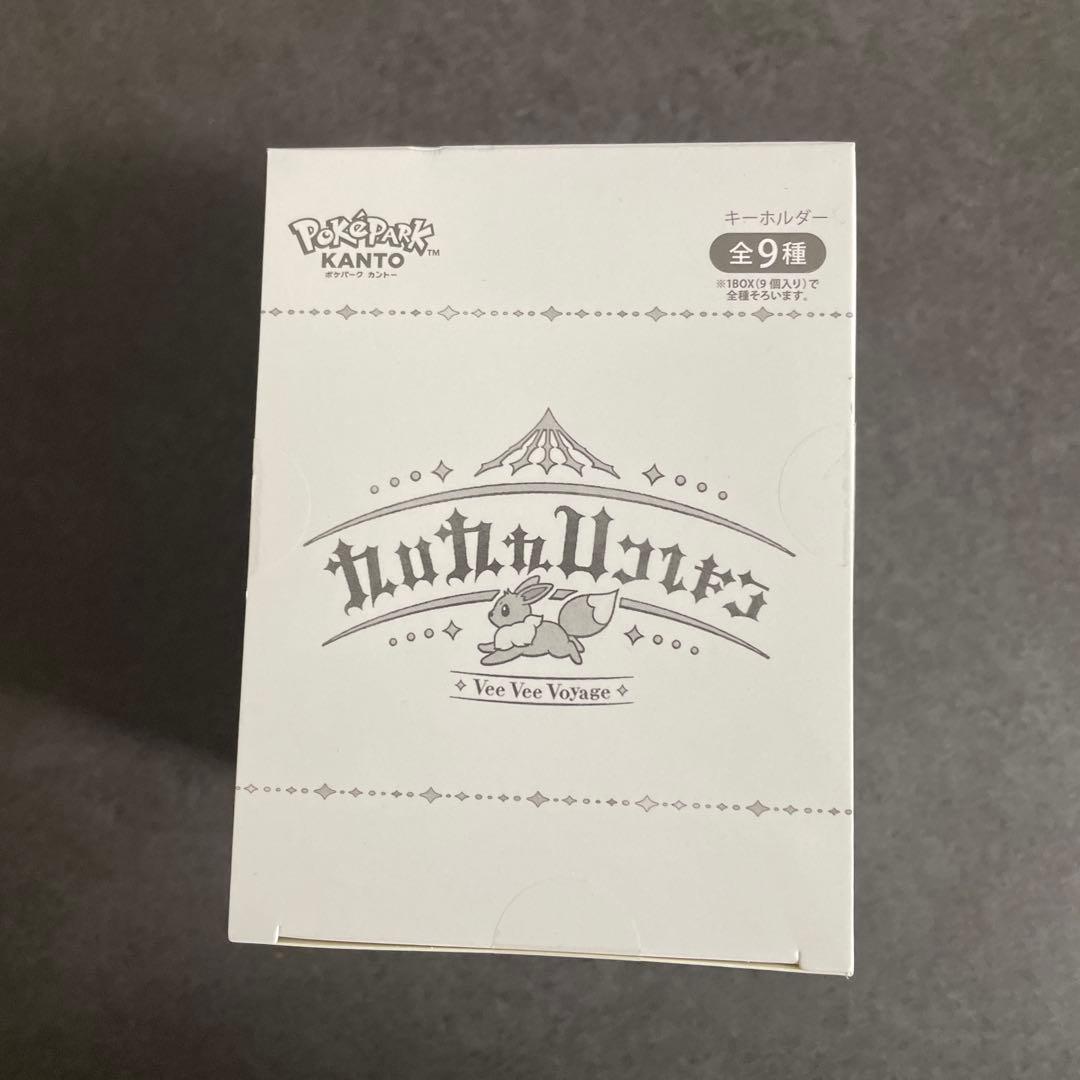 POKéPARK™
KANTO
ポケパーク カントー
キーホルダー
全9種
※1BOX(9個入り)で
全種そろいます。
Vee Vee Voyage